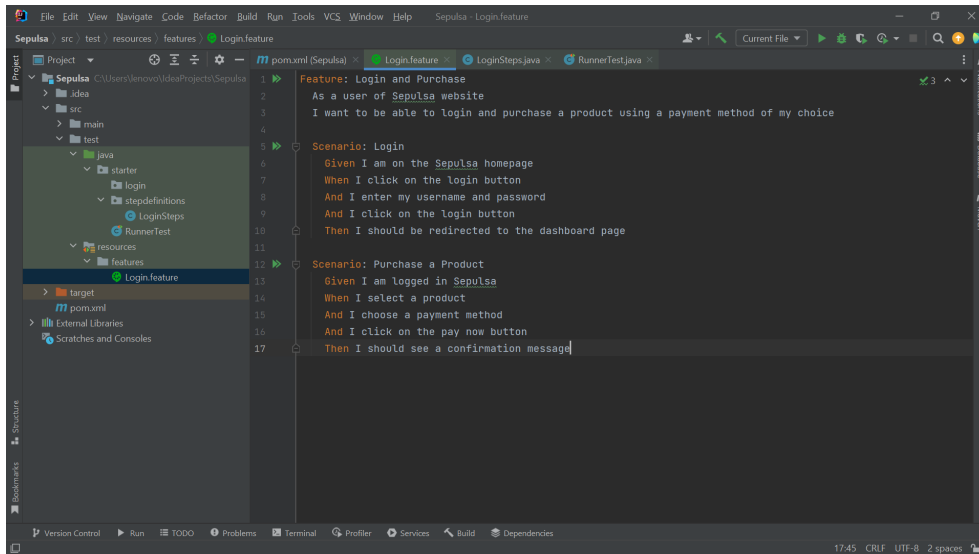 File Edit View Navigate Code Refactor Build Run Tools VCS Window Help Sepulsa - Login.feature
Sepulsa src test resources features Login.feature
Current File
Project
Project
pom.xml (Sepulsa)
Login.feature
LoginSteps.java
RunnerTest.java
Sepulsa C:\Users\lenovo\IdeaProjects\Sepulsa
.idea
src
main
test
java
starter
login
stepdefinitions
LoginSteps
RunnerTest
resources
features
Login.feature
target
pom.xml
External Libraries
Scratches and Consoles
3
1 Feature: Login and Purchase
2 As a user of Sepulsa website
3 I want to be able to login and purchase a product using a payment method of my choice
4
5 Scenario: Login
6 Given I am on the Sepulsa homepage
7 When I click on the login button
8 And I enter my username and password
9 And I click on the login button
10 Then I should be redirected to the dashboard page
11
12 Scenario: Purchase a Product
13 Given I am logged in Sepulsa
14 When I select a product
15 And I choose a payment method
16 And I click on the pay now button
17 Then I should see a confirmation message
Structure
Bookmarks
Version Control Run TODO Problems Terminal Profiler Services Build Dependencies
17:45 CRLF UTF-8 2 spaces